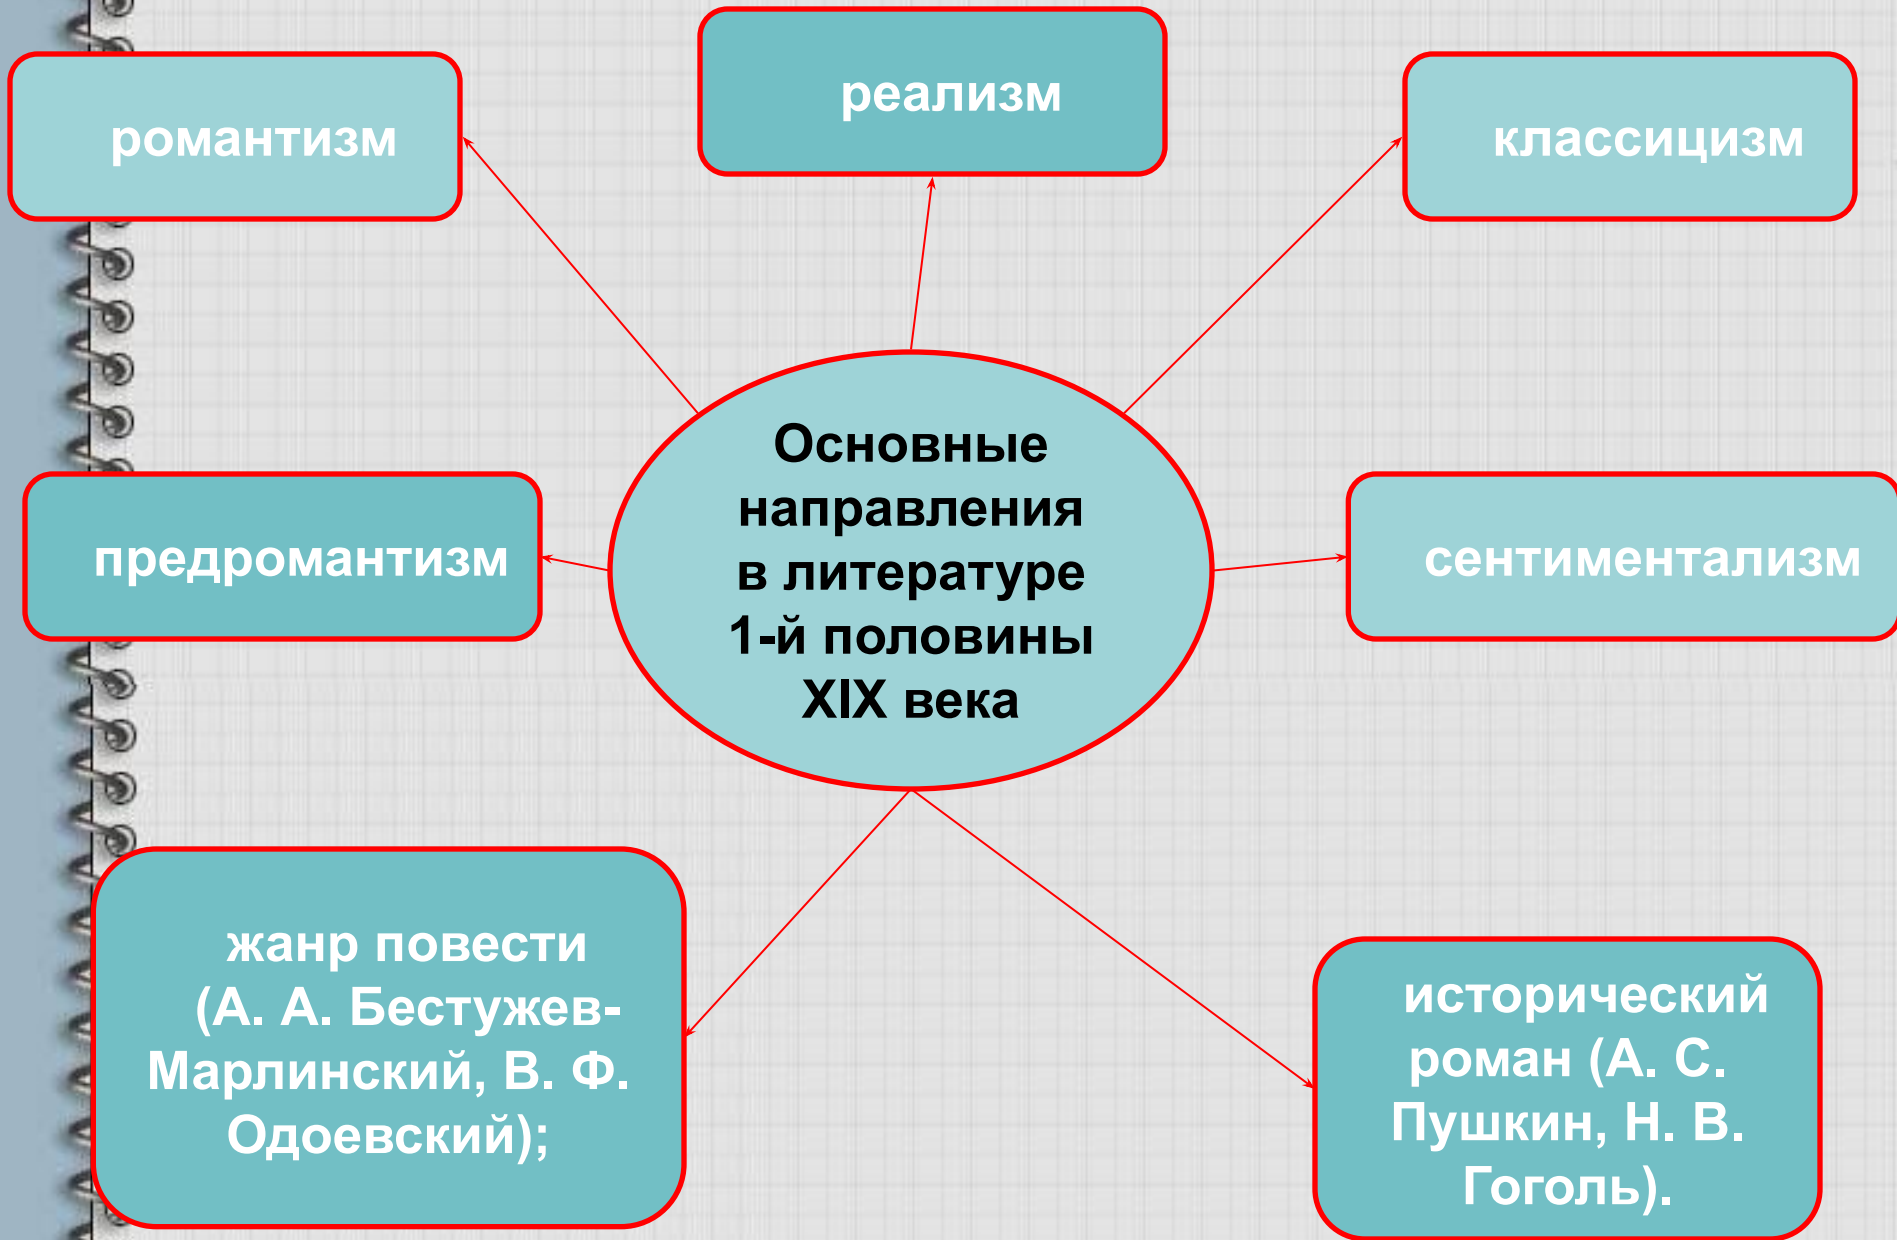 романтизм
реализм
классицизм
Основные
направления
в литературе
1-й половины
XIX века
предромантизм
сентиментализм
жанр повести
(А. А. Бестужев-
Марлинский, В. Ф.
Одоевский);
исторический
роман (А. С.
Пушкин, Н. В.
Гоголь).